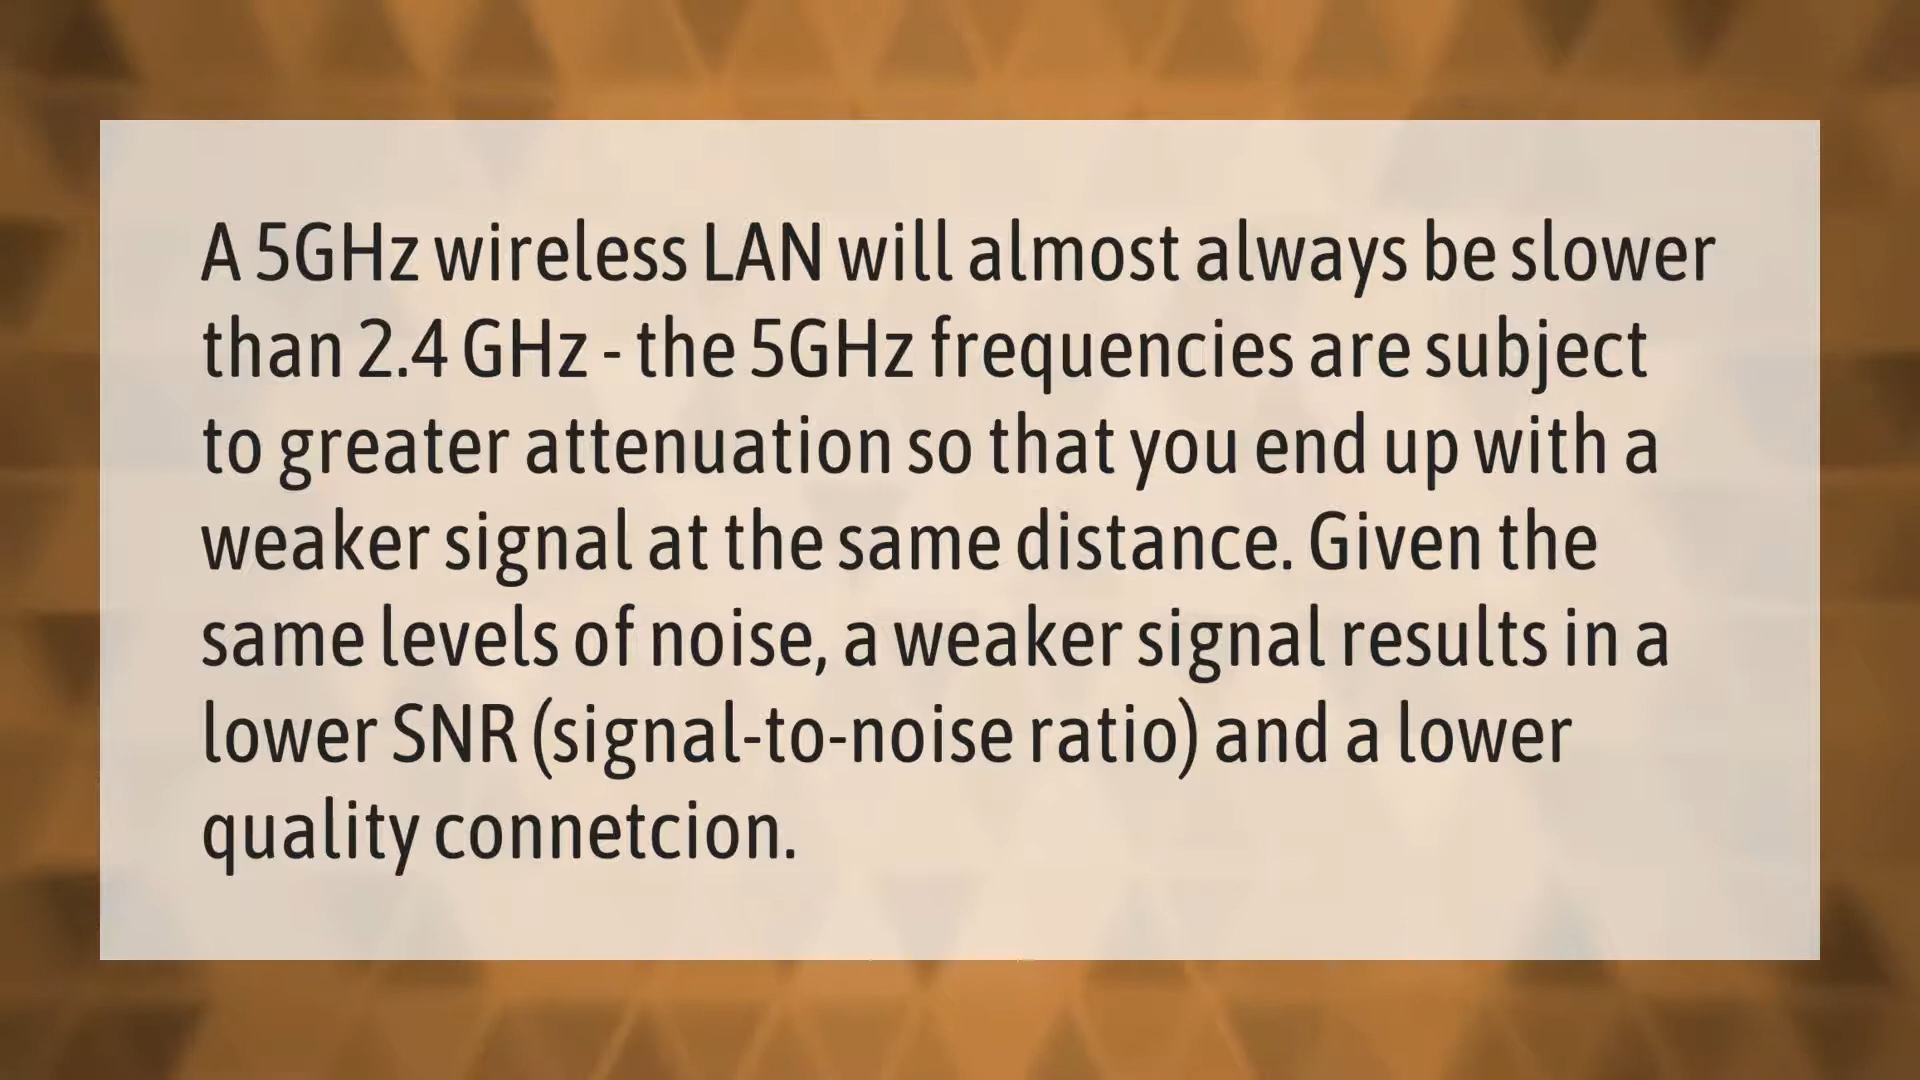 A 5GHz wireless LAN will almost always be slower
than 2.4 GHz - the 5GHz frequencies are subject
to greater attenuation so that you end up with a
weaker signal at the same distance. Given the
same levels of noise, a weaker signal results in a
lower SNR (signal-to-noise ratio) and a lower
quality connetcion.